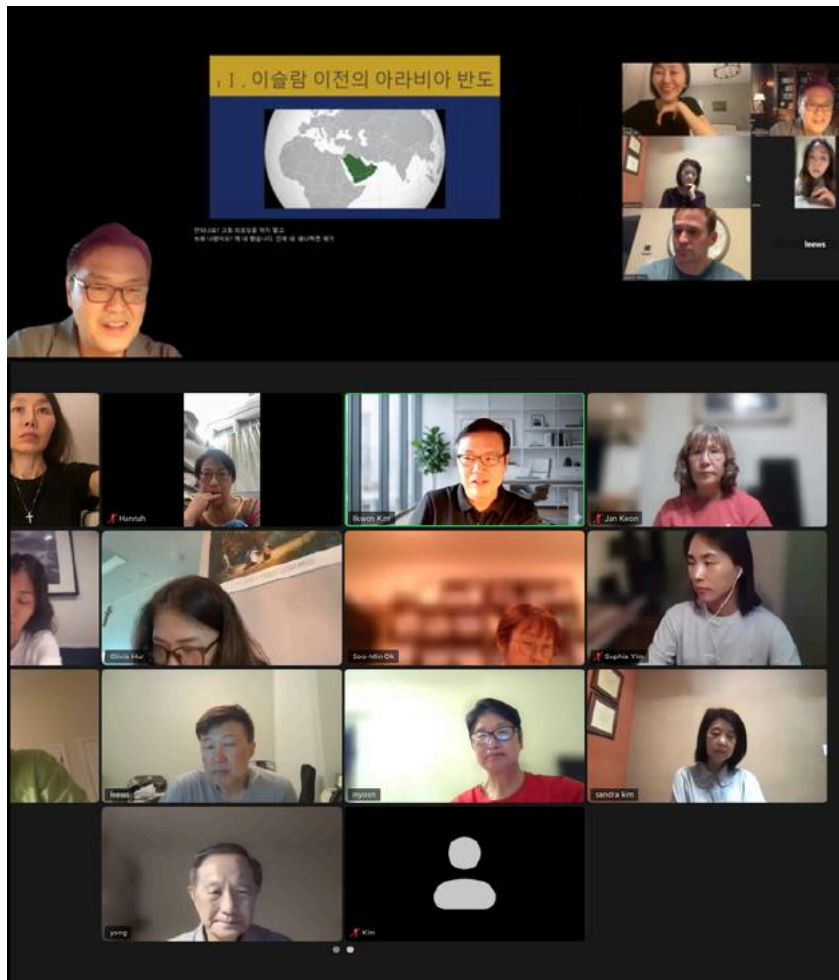 , I . 이슬람 이전의 아라비아 반도
leews
Hannah
Ilkwon Kim
Jan Kwon
Olivia Hur
Soo-Min Ok
Sophia Yim
leews
myoon
sandra kim
yong
Kim